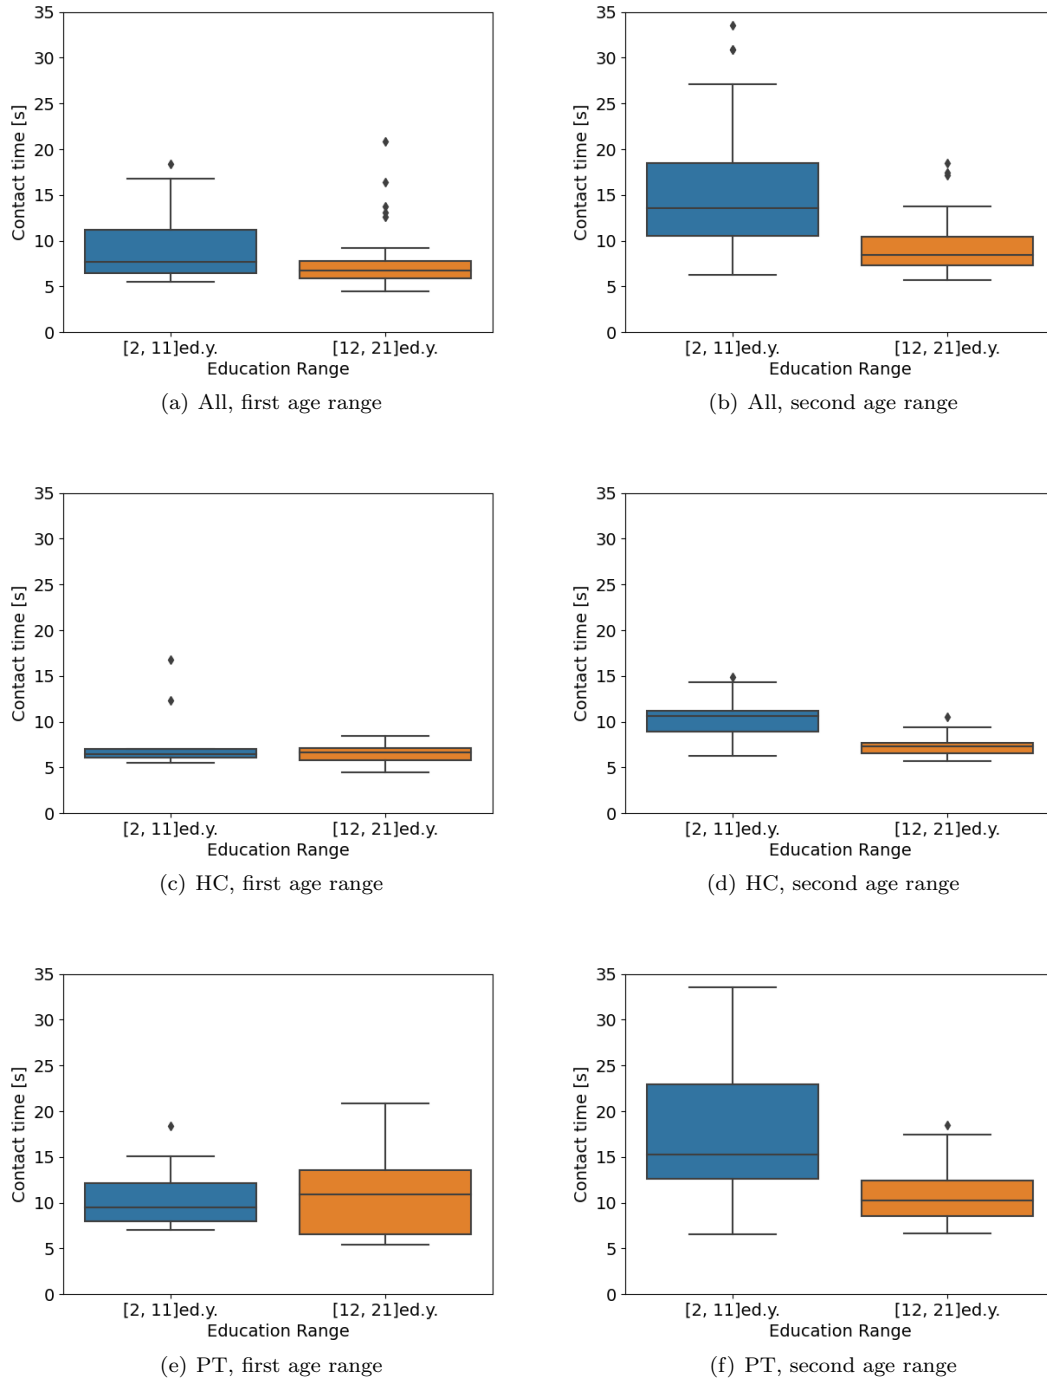 35
30
25
20
15
10
5
0
Contact time [s]
[2, 11]ed.y. [12, 21]ed.y.
Education Range
(a) All, first age range
35
30
25
20
15
10
5
0
Contact time [s]
[2, 11]ed.y. [12, 21]ed.y.
Education Range
(b) All, second age range
35
30
25
20
15
10
5
0
Contact time [s]
[2, 11]ed.y. [12, 21]ed.y.
Education Range
(c) HC, first age range
35
30
25
20
15
10
5
0
Contact time [s]
[2, 11]ed.y. [12, 21]ed.y.
Education Range
(d) HC, second age range
35
30
25
20
15
10
5
0
Contact time [s]
[2, 11]ed.y. [12, 21]ed.y.
Education Range
(e) PT, first age range
35
30
25
20
15
10
5
0
Contact time [s]
[2, 11]ed.y. [12, 21]ed.y.
Education Range
(f) PT, second age range